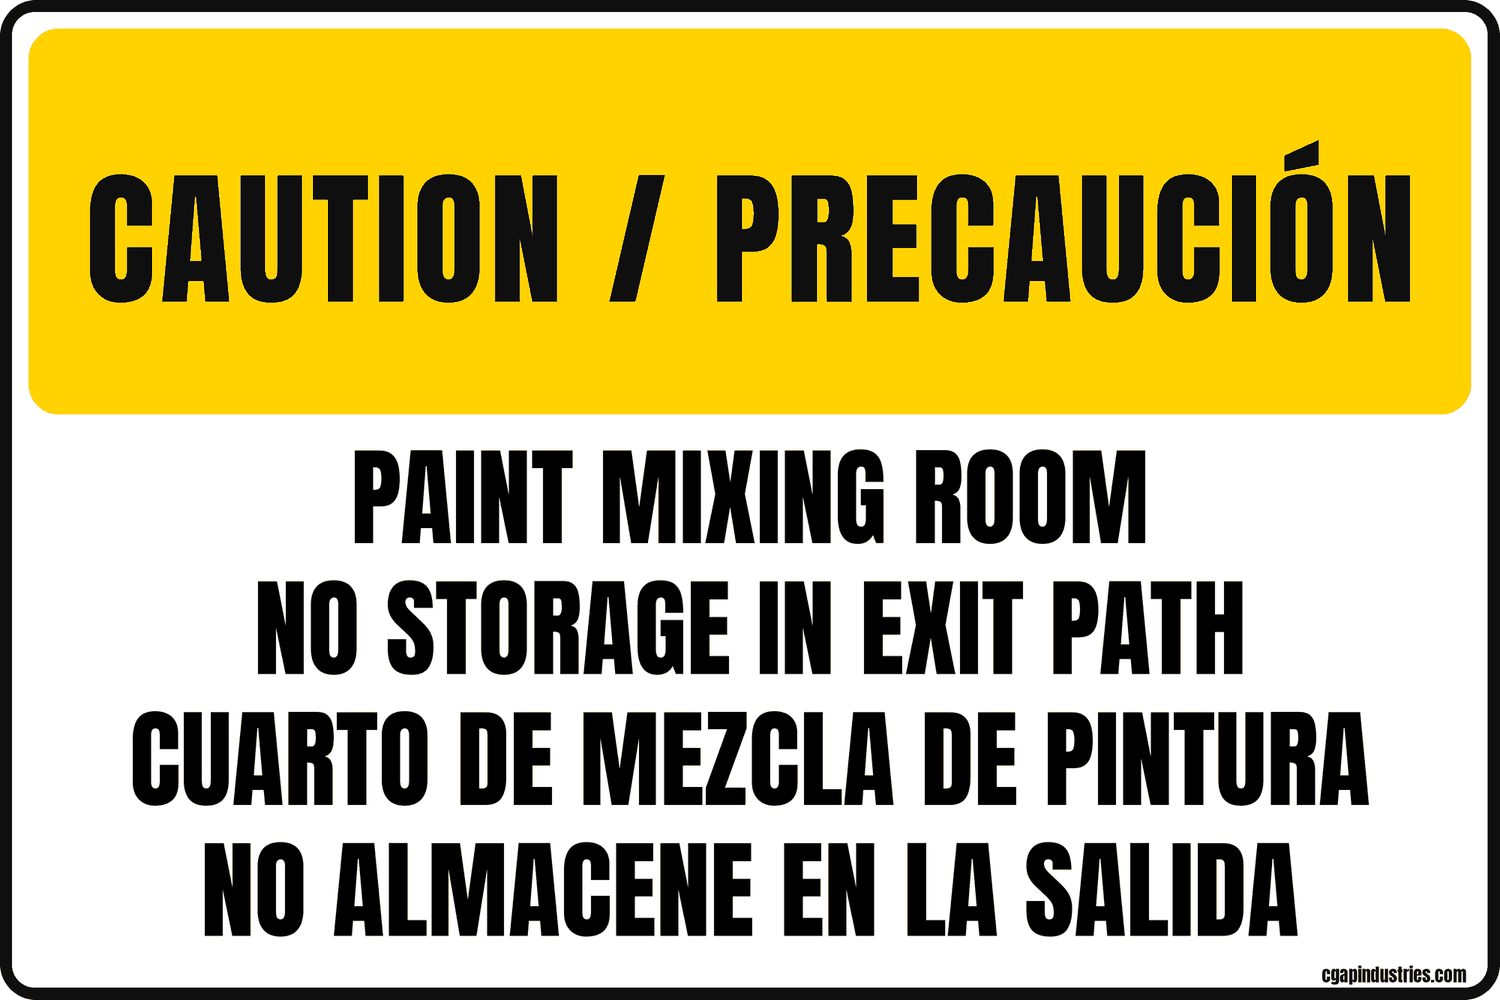 CAUTION / PRECAUCIÓN
PAINT MIXING ROOM
NO STORAGE IN EXIT PATH
CUARTO DE MEZCLA DE PINTURA
NO ALMACENE EN LA SALIDA
cgapindustries.com